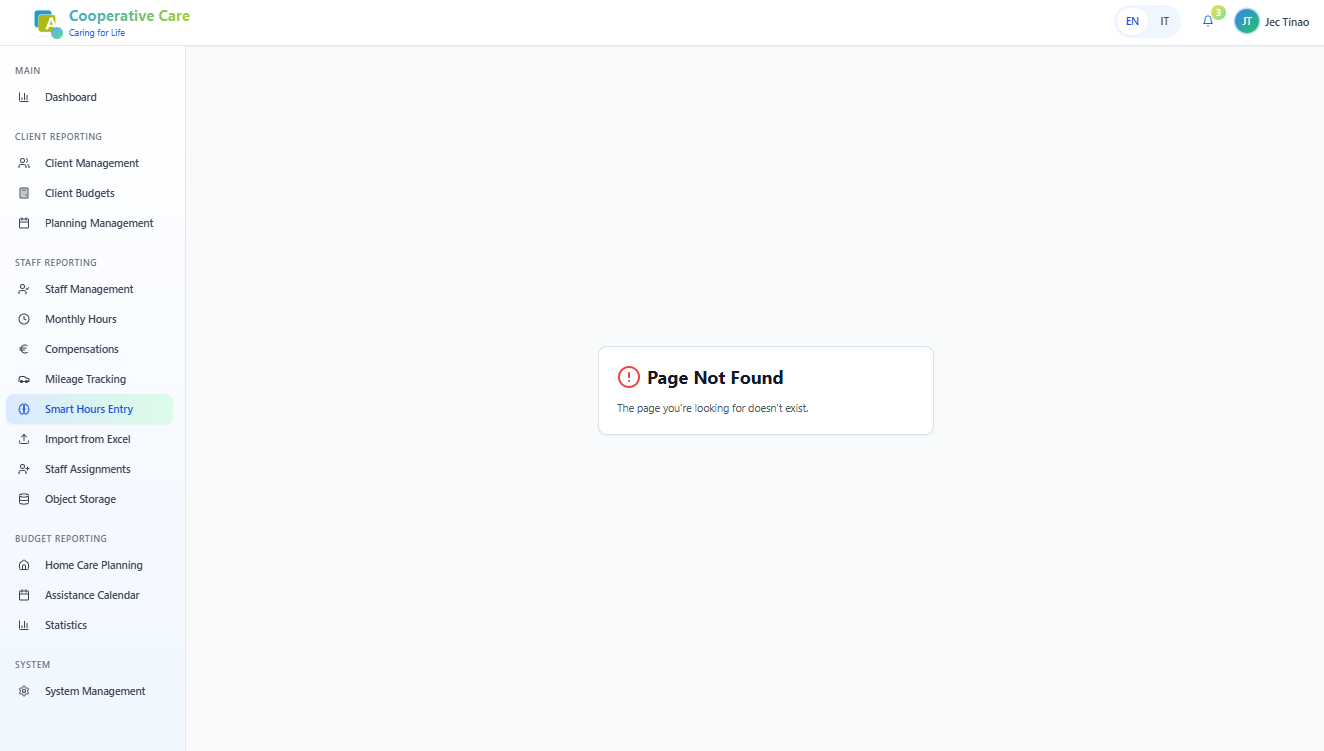 A
Cooperative Care
Caring for Life
EN IT
3
JT
Jec Tinao
MAIN
Dashboard
CLIENT REPORTING
Client Management
Client Budgets
Planning Management
STAFF REPORTING
Staff Management
Monthly Hours
Compensations
Mileage Tracking
Smart Hours Entry
Import from Excel
Staff Assignments
Object Storage
BUDGET REPORTING
Home Care Planning
Assistance Calendar
Statistics
SYSTEM
System Management
Page Not Found
The page you're looking for doesn't exist.